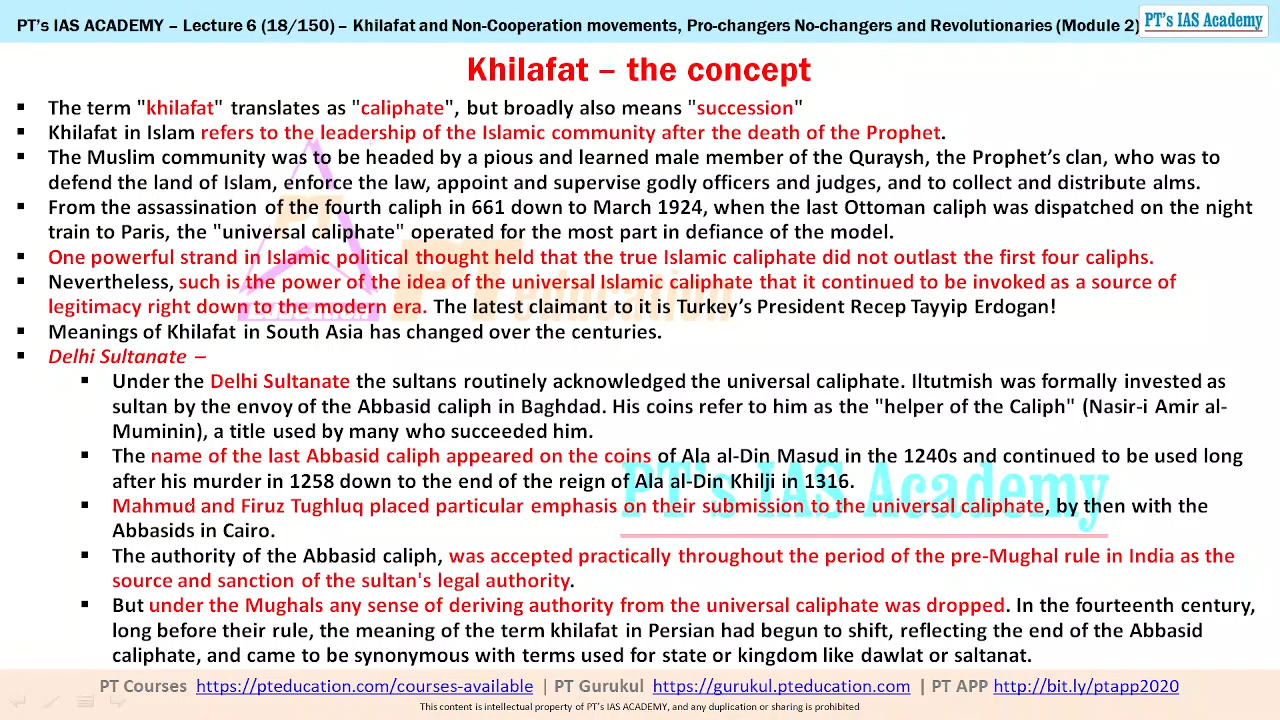 PT's IAS ACADEMY – Lecture 6 (18/150) – Khilafat and Non-Cooperation movements, Pro-changers No-changers and Revolutionaries (Module 2)
PT's IAS Academy
Khilafat – the concept
▪ The term "khilafat" translates as "caliphate", but broadly also means "succession"
▪ Khilafat in Islam refers to the leadership of the Islamic community after the death of the Prophet.
▪ The Muslim community was to be headed by a pious and learned male member of the Quraysh, the Prophet's clan, who was to
defend the land of Islam, enforce the law, appoint and supervise godly officers and judges, and to collect and distribute alms.
▪ From the assassination of the fourth caliph in 661 down to March 1924, when the last Ottoman caliph was dispatched on the night
train to Paris, the "universal caliphate" operated for the most part in defiance of the model.
▪ One powerful strand in Islamic political thought held that the true Islamic caliphate did not outlast the first four caliphs.
▪ Nevertheless, such is the power of the idea of the universal Islamic caliphate that it continued to be invoked as a source of
legitimacy right down to the modern era. The latest claimant to it is Turkey's President Recep Tayyip Erdogan!
▪ Meanings of Khilafat in South Asia has changed over the centuries.
▪ Delhi Sultanate –
▪ Under the Delhi Sultanate the sultans routinely acknowledged the universal caliphate. Iltutmish was formally invested as
sultan by the envoy of the Abbasid caliph in Baghdad. His coins refer to him as the "helper of the Caliph" (Nasir-i Amir al-
Muminin), a title used by many who succeeded him.
▪ The name of the last Abbasid caliph appeared on the coins of Ala al-Din Masud in the 1240s and continued to be used long
after his murder in 1258 down to the end of the reign of Ala al-Din Khilji in 1316.
▪ Mahmud and Firuz Tughluq placed particular emphasis on their submission to the universal caliphate, by then with the
Abbasids in Cairo.
▪ The authority of the Abbasid caliph, was accepted practically throughout the period of the pre-Mughal rule in India as the
source and sanction of the sultan's legal authority.
▪ But under the Mughals any sense of deriving authority from the universal caliphate was dropped. In the fourteenth century,
long before their rule, the meaning of the term khilafat in Persian had begun to shift, reflecting the end of the Abbasid
caliphate, and came to be synonymous with terms used for state or kingdom like dawlat or saltanat.
PT education
PT's IAS Academy
PT Courses https://pteducation.com/courses-available | PT Gurukul https://gurukul.pteducation.com | PT APP http://bit.ly/ptapp2020
This content is intellectual property of PT's IAS ACADEMY, and any duplication or sharing is prohibited